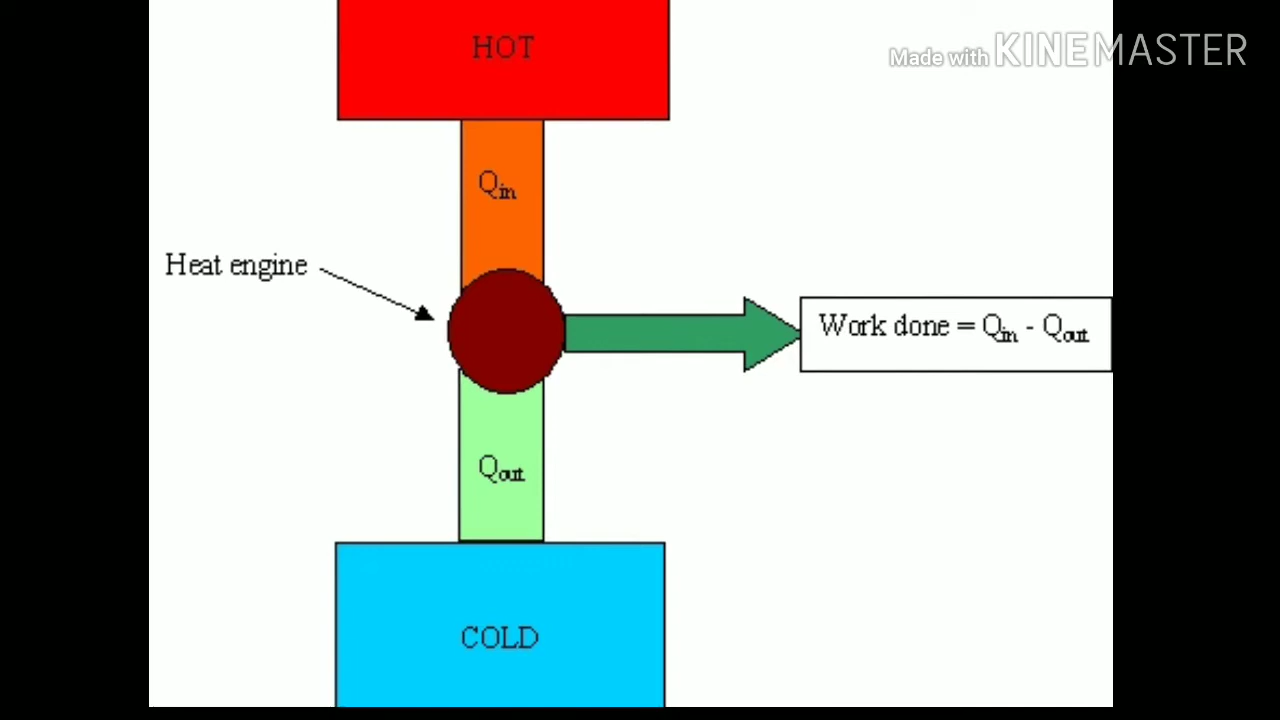 HOT
Made with KINEMASTER
Qin
Heat engine
Work done = Qin - Qout
Qout
COLD